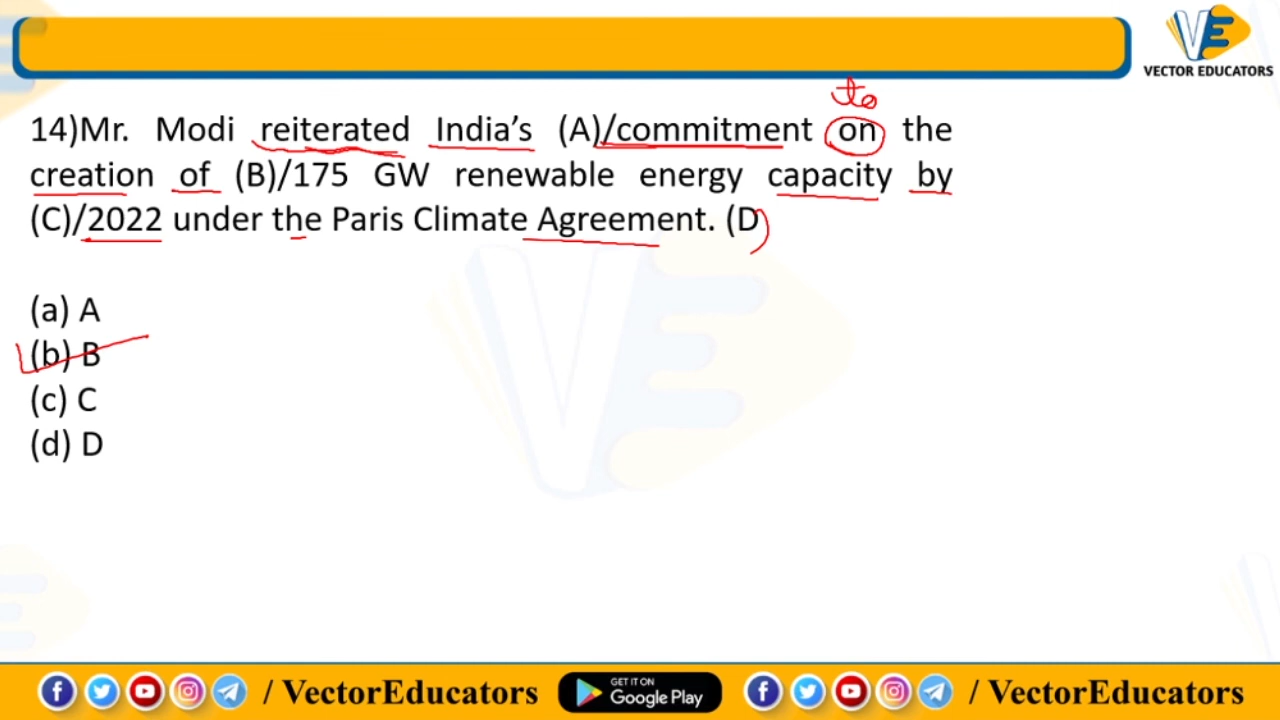 VE
VECTOR EDUCATORS
to
14)Mr. Modi reiterated India's (A)/commitment on the
creation of (B)/175 GW renewable energy capacity by
(C)/2022 under the Paris Climate Agreement. (D)
(a) A
(b) B
(c) C
(d) D
/ VectorEducators GET IT ON Google Play / VectorEducators